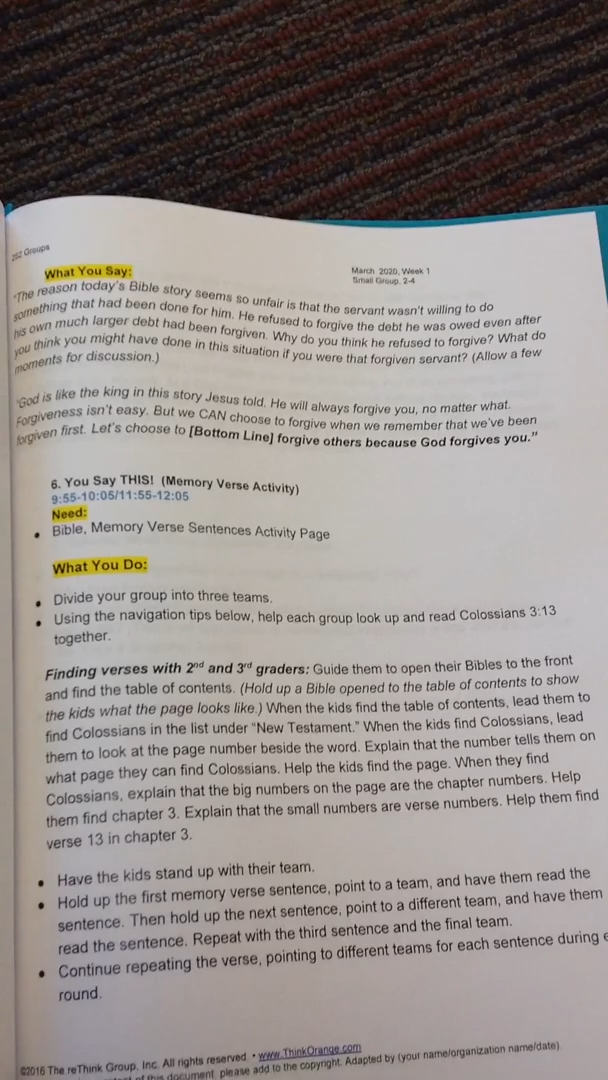 252 Groups
March 2020, Week 1
Small Group, 2-4
What You Say:
"The reason today's Bible story seems so unfair is that the servant wasn't willing to do
something that had been done for him. He refused to forgive the debt he was owed even after
his own much larger debt had been forgiven. Why do you think he refused to forgive? What do
you think you might have done in this situation if you were that forgiven servant? (Allow a few
moments for discussion.)
"God is like the king in this story Jesus told. He will always forgive you, no matter what.
Forgiveness isn't easy. But we CAN choose to forgive when we remember that we've been
forgiven first. Let's choose to [Bottom Line] forgive others because God forgives you."
6. You Say THIS! (Memory Verse Activity)
9:55-10:05/11:55-12:05
Need:
• Bible, Memory Verse Sentences Activity Page
What You Do:
• Divide your group into three teams.
• Using the navigation tips below, help each group look up and read Colossians 3:13
together.
Finding verses with 2nd and 3rd graders: Guide them to open their Bibles to the front
and find the table of contents. (Hold up a Bible opened to the table of contents to show
the kids what the page looks like.) When the kids find the table of contents, lead them to
find Colossians in the list under "New Testament." When the kids find Colossians, lead
them to look at the page number beside the word. Explain that the number tells them on
what page they can find Colossians. Help the kids find the page. When they find
Colossians, explain that the big numbers on the page are the chapter numbers. Help
them find chapter 3. Explain that the small numbers are verse numbers. Help them find
verse 13 in chapter 3.
• Have the kids stand up with their team.
• Hold up the first memory verse sentence, point to a team, and have them read the
sentence. Then hold up the next sentence, point to a different team, and have them
read the sentence. Repeat with the third sentence and the final team.
• Continue repeating the verse, pointing to different teams for each sentence during
round.
©2016 The reThink Group, Inc. All rights reserved. • www.ThinkOrange.com
of this document, please add to the copyright. Adapted by (your name/organization name/date).